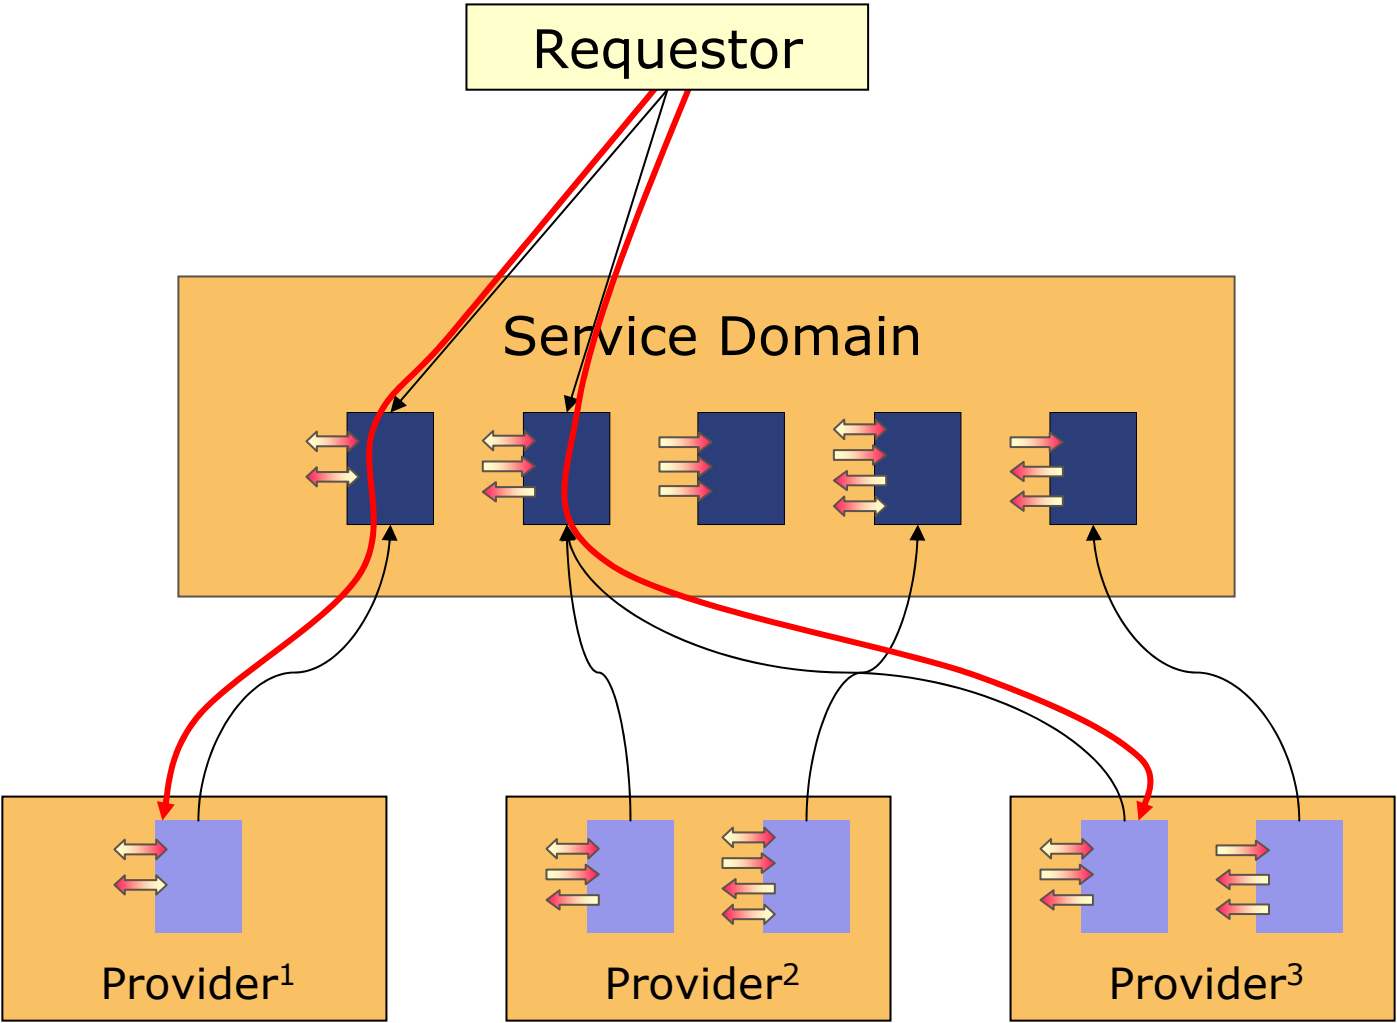 Requestor
Service Domain
Provider¹
Provider²
Provider³